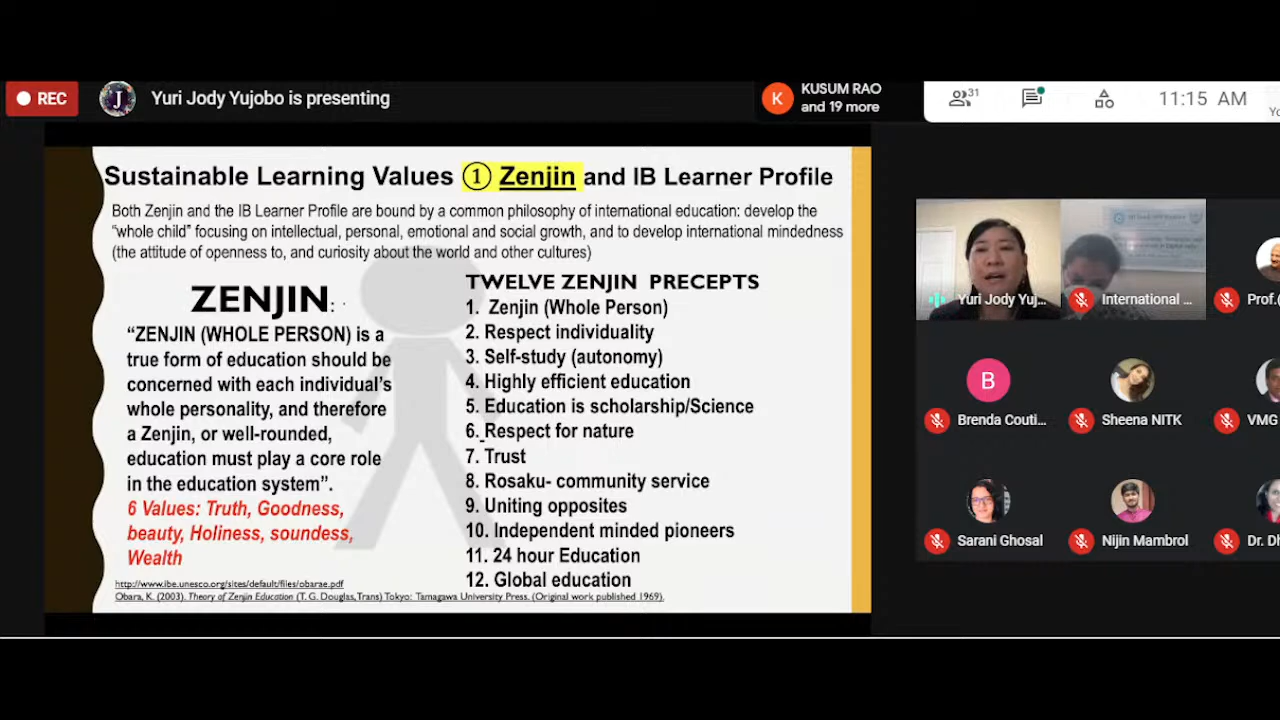 REC
J
Yuri Jody Yujobo is presenting
K
KUSUM RAO
and 19 more
31
11:15 AM
Sustainable Learning Values ① Zenjin and IB Learner Profile
Both Zenjin and the IB Learner Profile are bound by a common philosophy of international education: develop the
“whole child” focusing on intellectual, personal, emotional and social growth, and to develop international mindedness
(the attitude of openness to, and curiosity about the world and other cultures)
ZENJIN:
“ZENJIN (WHOLE PERSON) is a
true form of education should be
concerned with each individual’s
whole personality, and therefore
a Zenjin, or well-rounded,
education must play a core role
in the education system”.
6 Values: Truth, Goodness,
beauty, Holiness, soundess,
Wealth
TWELVE ZENJIN PRECEPTS
1. Zenjin (Whole Person)
2. Respect individuality
3. Self-study (autonomy)
4. Highly efficient education
5. Education is scholarship/Science
6. Respect for nature
7. Trust
8. Rosaku- community service
9. Uniting opposites
10. Independent minded pioneers
11. 24 hour Education
12. Global education
http://www.ibe.unesco.org/sites/default/files/obarae.pdf
Obara, K. (2003). Theory of Zenjin Education (T. G. Douglas, Trans) Tokyo: Tamagawa University Press. (Original work published 1969).
Yuri Jody Yuj...
International ...
Prof.(
B
Brenda Couti...
Sheena NITK
VMG
Sarani Ghosal
Nijin Mambrol
Dr. Dh